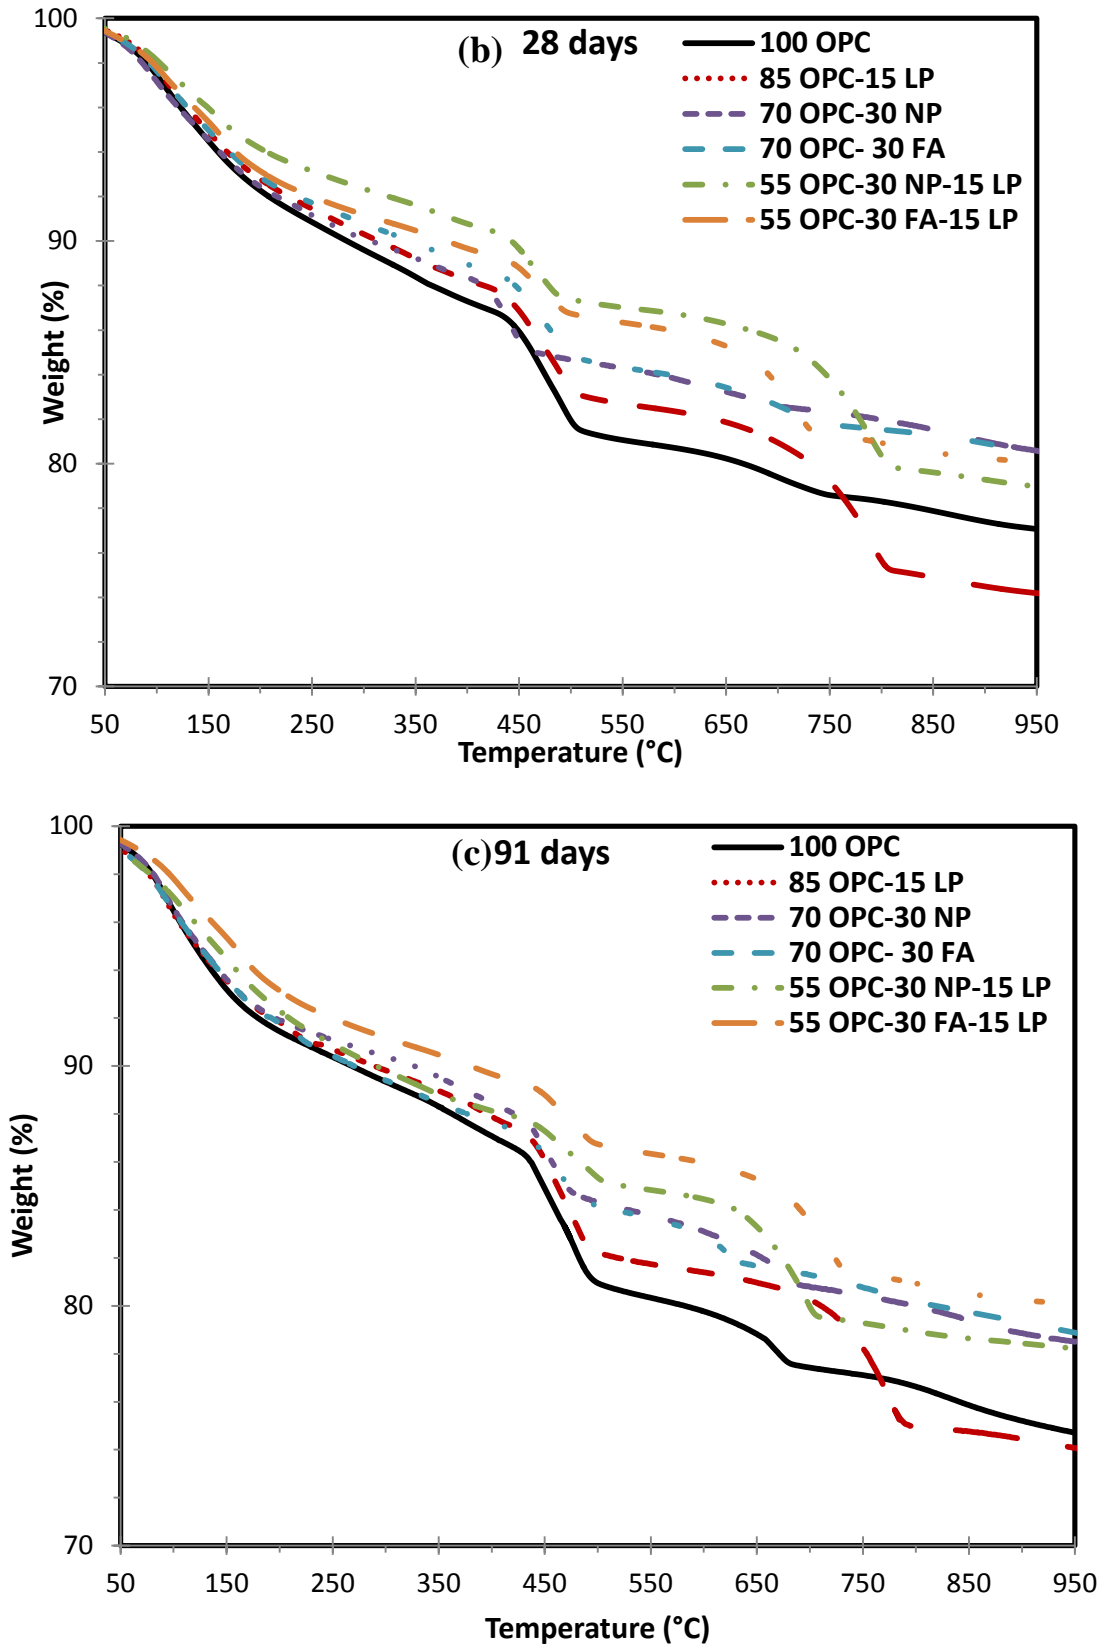 (b) 28 days
100 OPC
85 OPC-15 LP
70 OPC-30 NP
70 OPC- 30 FA
55 OPC-30 NP-15 LP
55 OPC-30 FA-15 LP
100
90
80
70
Weight (%)
50 150 250 350 450 550 650 750 850 950
Temperature (°C)
(c) 91 days
100 OPC
85 OPC-15 LP
70 OPC-30 NP
70 OPC- 30 FA
55 OPC-30 NP-15 LP
55 OPC-30 FA-15 LP
100
90
80
70
Weight (%)
50 150 250 350 450 550 650 750 850 950
Temperature (°C)